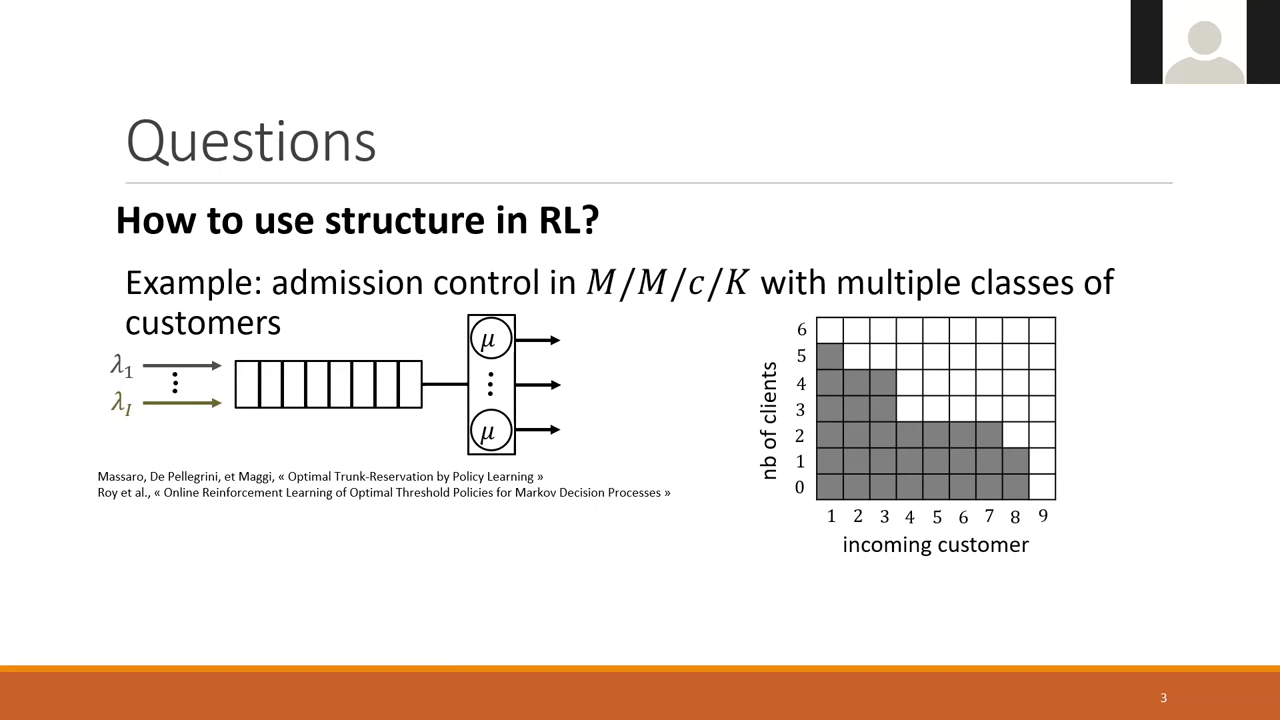 Questions
How to use structure in RL?
Example: admission control in M/M/c/K with multiple classes of
customers
λ1
⋮
λI
μ
⋮
μ
Massaro, De Pellegrini, et Maggi, « Optimal Trunk-Reservation by Policy Learning »
Roy et al., « Online Reinforcement Learning of Optimal Threshold Policies for Markov Decision Processes »
nb of clients
6
5
4
3
2
1
0
1 2 3 4 5 6 7 8 9
incoming customer
3